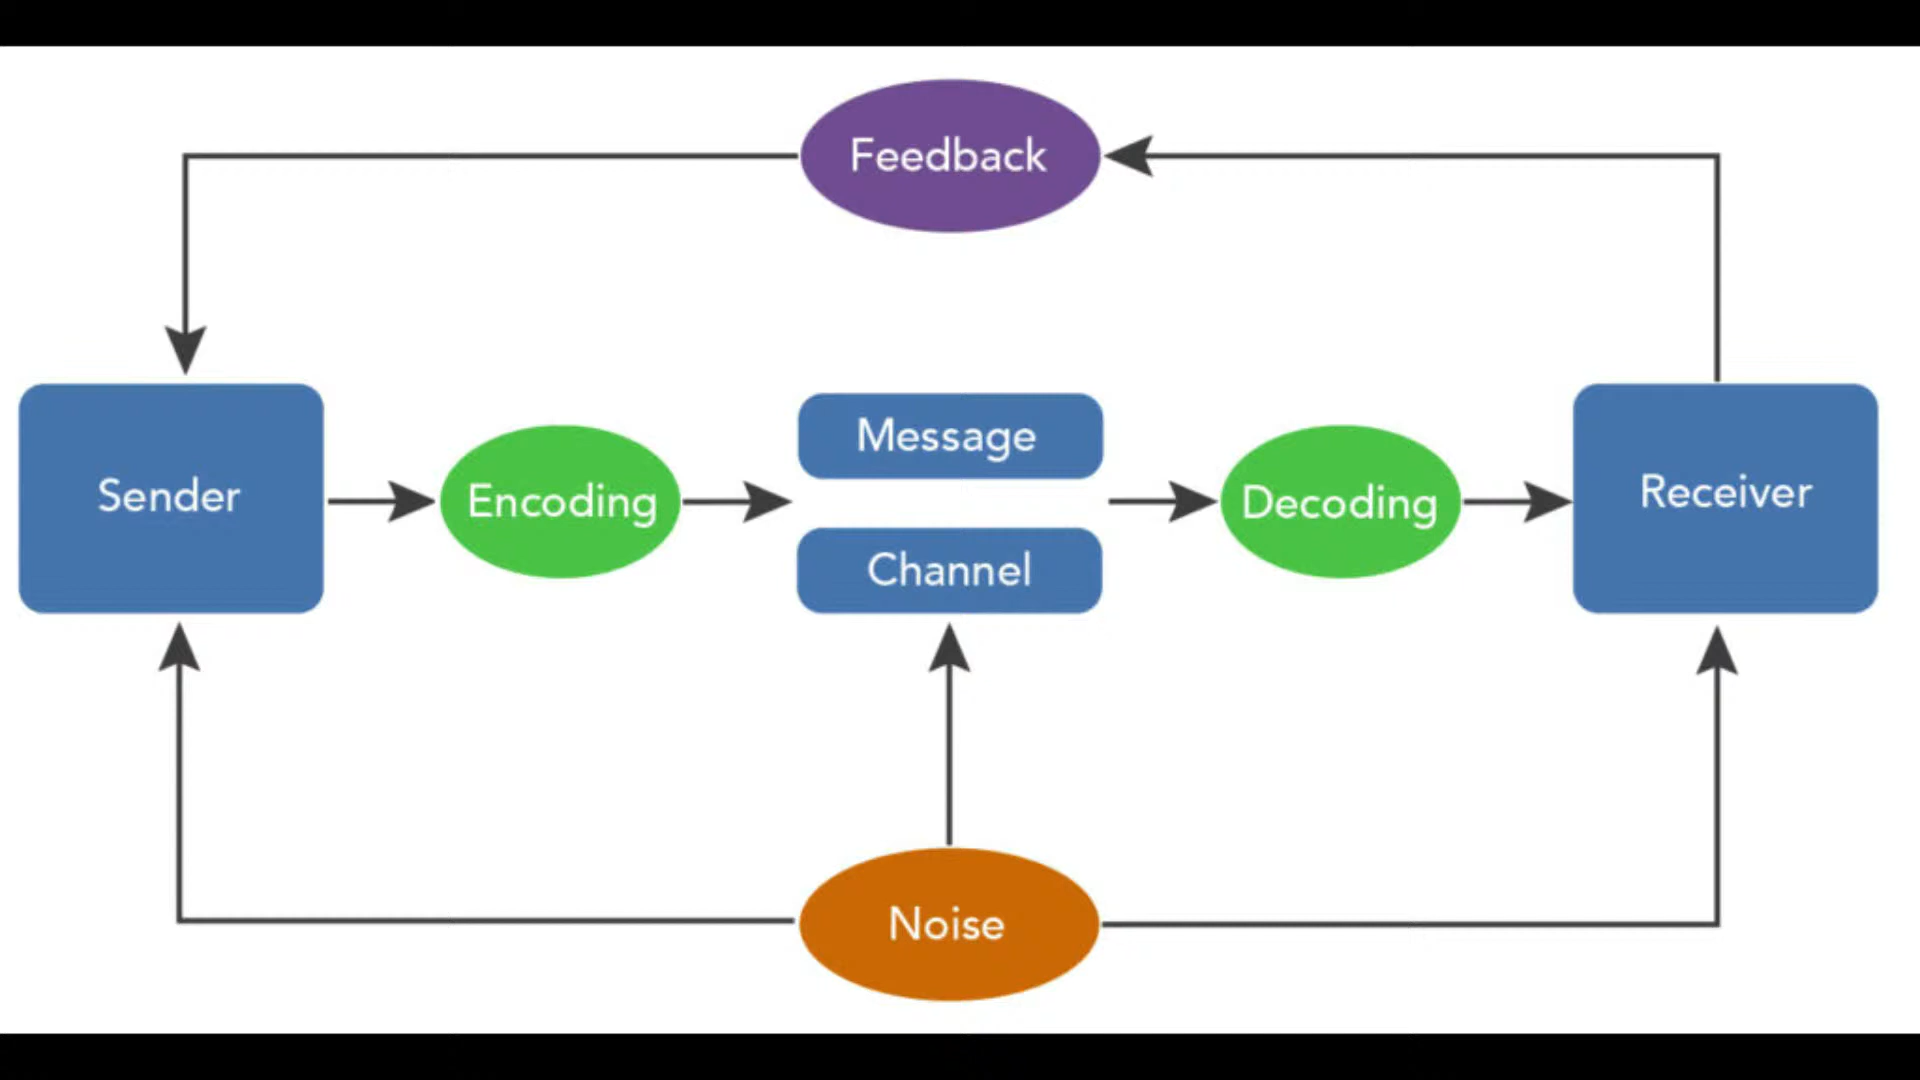 Feedback
Sender
Encoding
Message
Channel
Decoding
Receiver
Noise